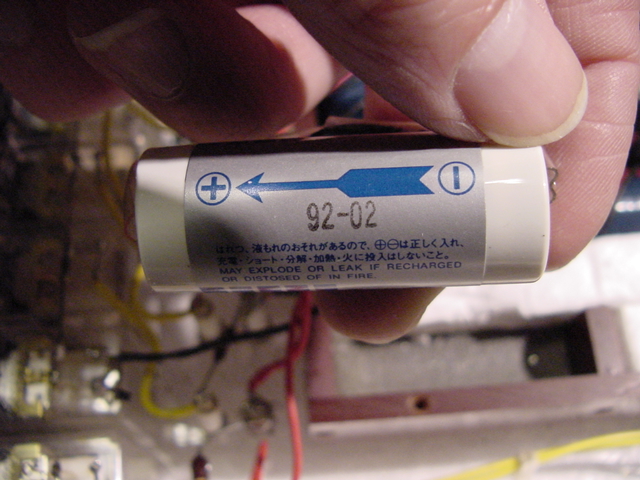 ⊕ ⊖
92-02
はれつ、液もれのおそれがあるので、⊕⊖は正しく入れ、
充電・ショート・分解・加熱・火に投入はしないこと。
MAY EXPLODE OR LEAK IF RECHARGED
OR DISTOSED OF IN FIRE.